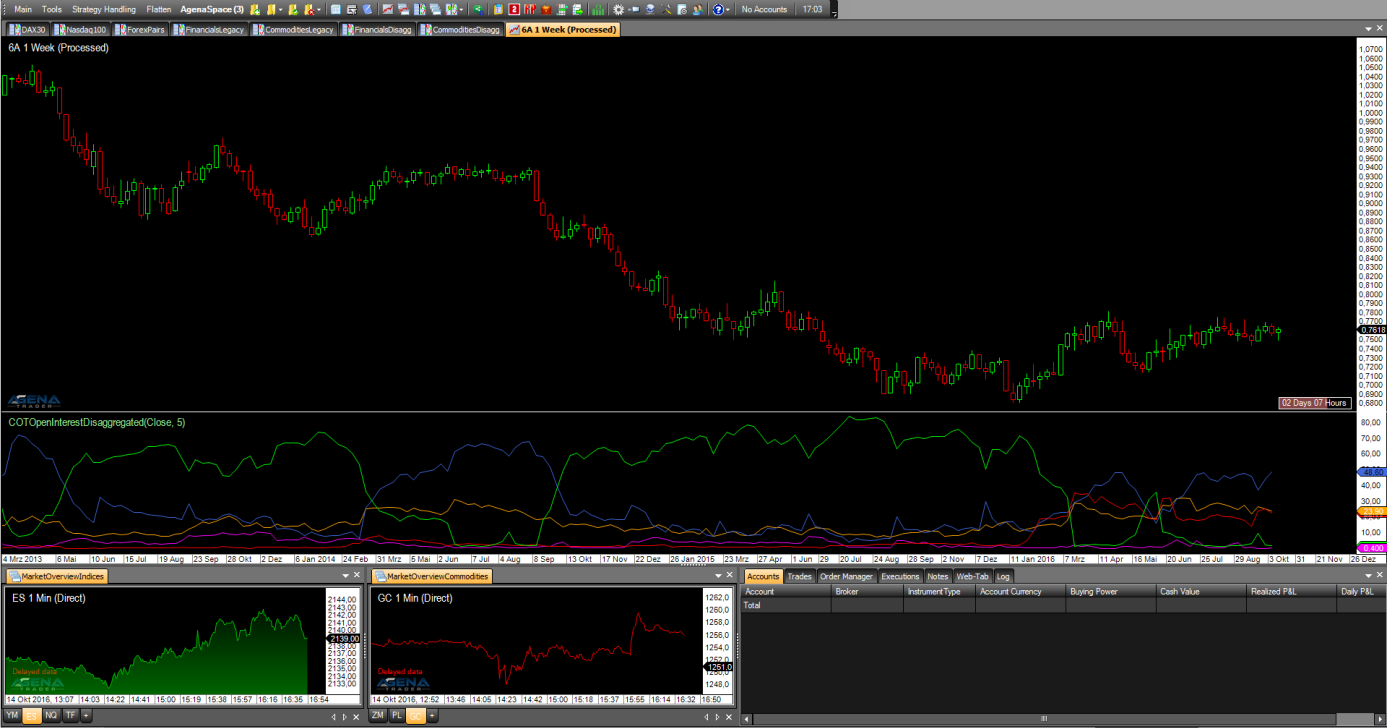 Main Tools Strategy Handling Flatten AgenaSpace (3) 2 ? No Accounts 17:03
DAX30 Nasdaq100 ForexPairs FinancialsLegacy CommoditiesLegacy FinancialsDisagg CommoditiesDisagg 6A 1 Week (Processed)
6A 1 Week (Processed)
1,0700
1,0600
1,0500
1,0400
1,0300
1,0200
1,0100
1,0000
0,9900
0,9800
0,9700
0,9600
0,9500
0,9400
0,9300
0,9200
0,9100
0,9000
0,8900
0,8800
0,8700
0,8600
0,8500
0,8400
0,8300
0,8200
0,8100
0,8000
0,7900
0,7800
0,7700
0,7618
0,7500
0,7400
0,7300
0,7200
0,7100
0,7000
0,6900
0,6800
AGENA
TRADER
02 Days 07 Hours
COTOpenInterestDisaggregated(Close, 5)
80,00
70,00
60,00
48,60
40,00
30,00
23,90
10,00
0,400
4 Mrz 2013 6 Mai 10 Jun 15 Jul 19 Aug 23 Sep 28 Okt 2 Dez 6 Jan 2014 24 Feb 31 Mrz 5 Mai 2 Jun 7 Jul 4 Aug 8 Sep 13 Okt 17 Nov 22 Dez 26 Jan 2015 23 Mrz 27 Apr 1 Jun 29 20 Jul 24 Aug 28 Sep 2 Nov 7 Dez 11 Jan 2016 7 Mrz 11 Apr 16 Mai 20 Jun 25 Jul 29 Aug 3 Okt 31 21 Nov 26 Dez
MarketOverviewIndices
ES 1 Min (Direct)
2144,00
2143,00
2142,00
2141,00
2140,00
2139,00
2138,00
2137,00
2136,00
2135,00
2134,00
2133,00
Delayed data
AGENA
TRADER
14 Okt 2016, 13:07 14:03 14:22 14:41 15:00 15:19 15:38 15:57 16:16 16:35 16:54
YM ES NQ TF +
MarketOverviewCommodities
GC 1 Min (Direct)
1262,0
1260,0
1258,0
1256,0
1254,0
1252,0
1251,0
1248,0
Delayed data
AGENA
TRADER
14 Okt 2016, 12:52 13:46 14:05 14:23 14:42 15:00 15:18 15:37 15:55 16:14 16:32 16:50
ZM PL GC +
Accounts Trades Order Manager Executions Notes Web-Tab Log
Account Broker Instrument Type Account Currency Buying Power Cash Value Realized P&L Daily P&L
Total